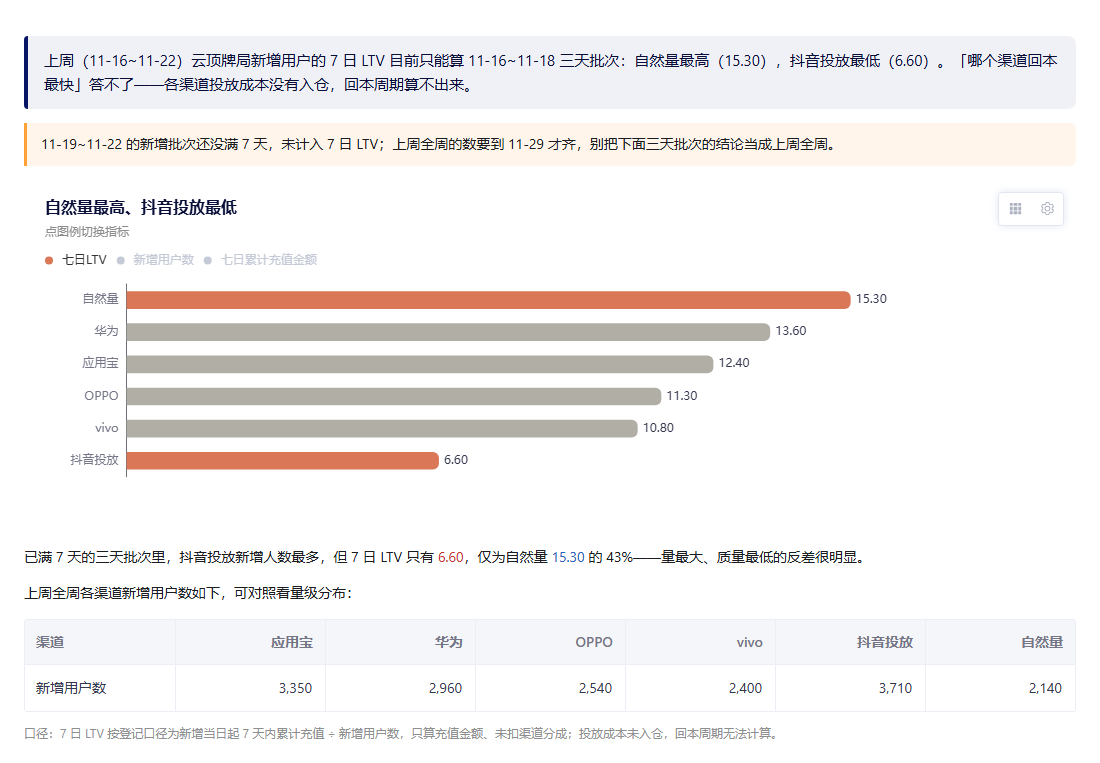 上周（11-16~11-22）云顶牌局新增用户的 7 日 LTV 目前只能算 11-16~11-18 三天批次：自然量最高（15.30），抖音投放最低（6.60）。「哪个渠道回本
最快」答不了——各渠道投放成本没有入仓，回本周期算不出来。
11-19~11-22 的新增批次还没满 7 天，未计入 7 日 LTV；上周全周的数要到 11-29 才齐，别把下面三天批次的结论当成上周全周。
自然量最高、抖音投放最低
点图例切换指标
七日LTV 新增用户数 七日累计充值金额
自然量 15.30
华为 13.60
应用宝 12.40
OPPO 11.30
vivo 10.80
抖音投放 6.60
已满 7 天的三天批次里，抖音投放新增人数最多，但 7 日 LTV 只有 6.60，仅为自然量 15.30 的 43%——量最大、质量最低的反差很明显。
上周全周各渠道新增用户数如下，可对照看量级分布：
渠道 应用宝 华为 OPPO vivo 抖音投放 自然量
新增用户数 3,350 2,960 2,540 2,400 3,710 2,140
口径：7 日 LTV 按登记口径为新增当日起 7 天内累计充值 ÷ 新增用户数，只算充值金额、未扣渠道分成；投放成本未入仓，回本周期无法计算。